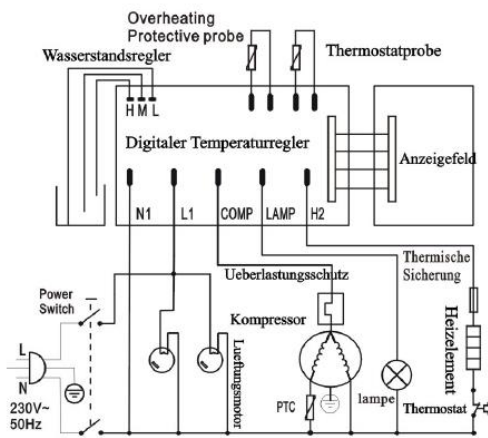 Overheating
Protective probe
Wasserstandsregler
Thermostatprobe
H M L
Digitaler Temperaturregler
Anzeigefeld
N1 L1 COMP LAMP H2
Ueberlastungsschutz
Thermische
Sicherung
Power
Switch
Kompressor
Lueftungsmotor
Heizelement
L
N
230V~
50Hz
PTC
lampe
Thermostat